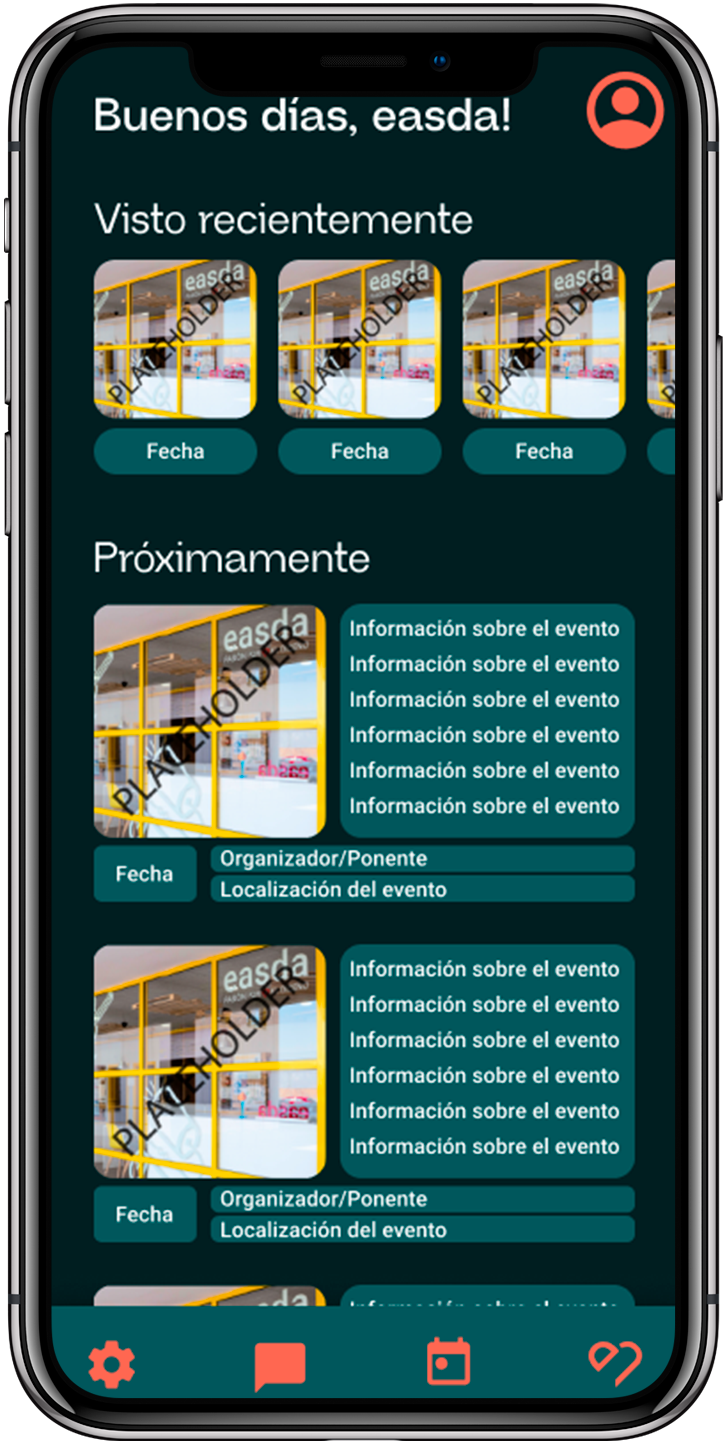 Buenos días, easda!
Visto recientemente
easda
PLACEHOLDER
easda
PLACEHOLDER
easda
PLACEHOLDER
Fecha
Fecha
Fecha
Próximamente
easda
PLACEHOLDER
Información sobre el evento
Información sobre el evento
Información sobre el evento
Información sobre el evento
Información sobre el evento
Información sobre el evento
Fecha
Organizador/Ponente
Localización del evento
easda
PLACEHOLDER
Información sobre el evento
Información sobre el evento
Información sobre el evento
Información sobre el evento
Información sobre el evento
Información sobre el evento
Fecha
Organizador/Ponente
Localización del evento